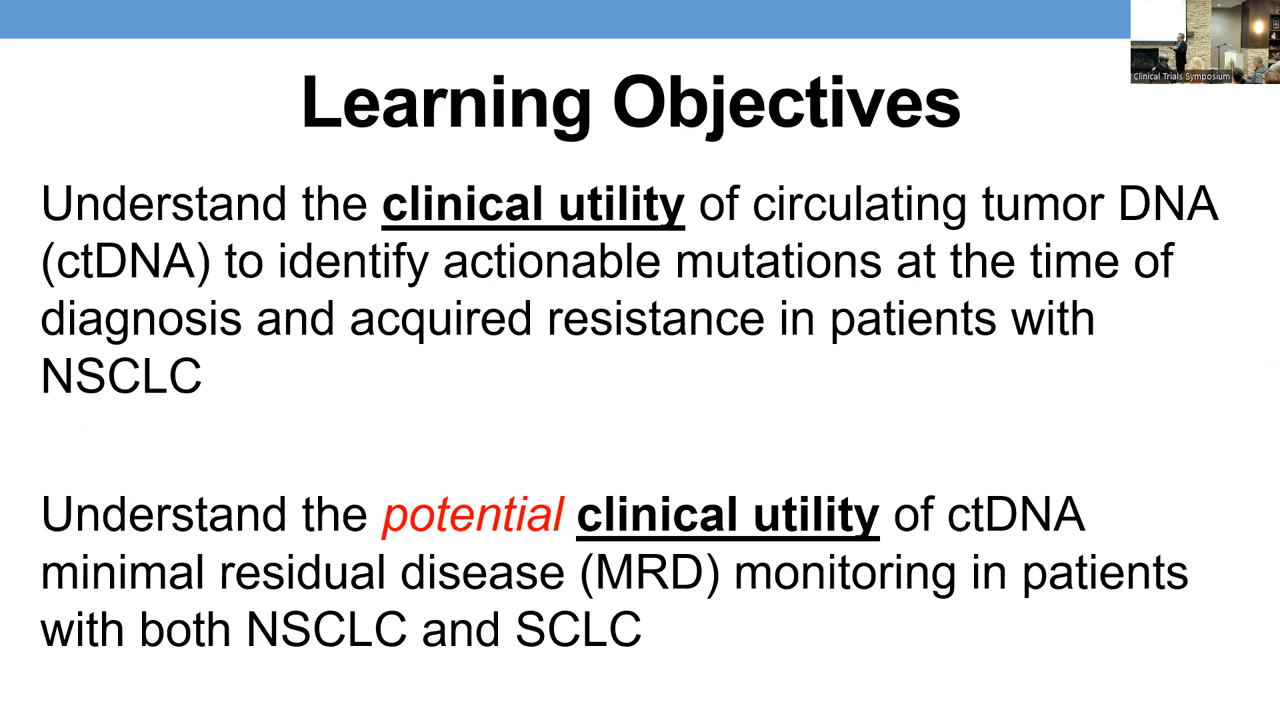 Clinical Trials Symposium
Learning Objectives
Understand the clinical utility of circulating tumor DNA
(ctDNA) to identify actionable mutations at the time of
diagnosis and acquired resistance in patients with
NSCLC
Understand the potential clinical utility of ctDNA
minimal residual disease (MRD) monitoring in patients
with both NSCLC and SCLC